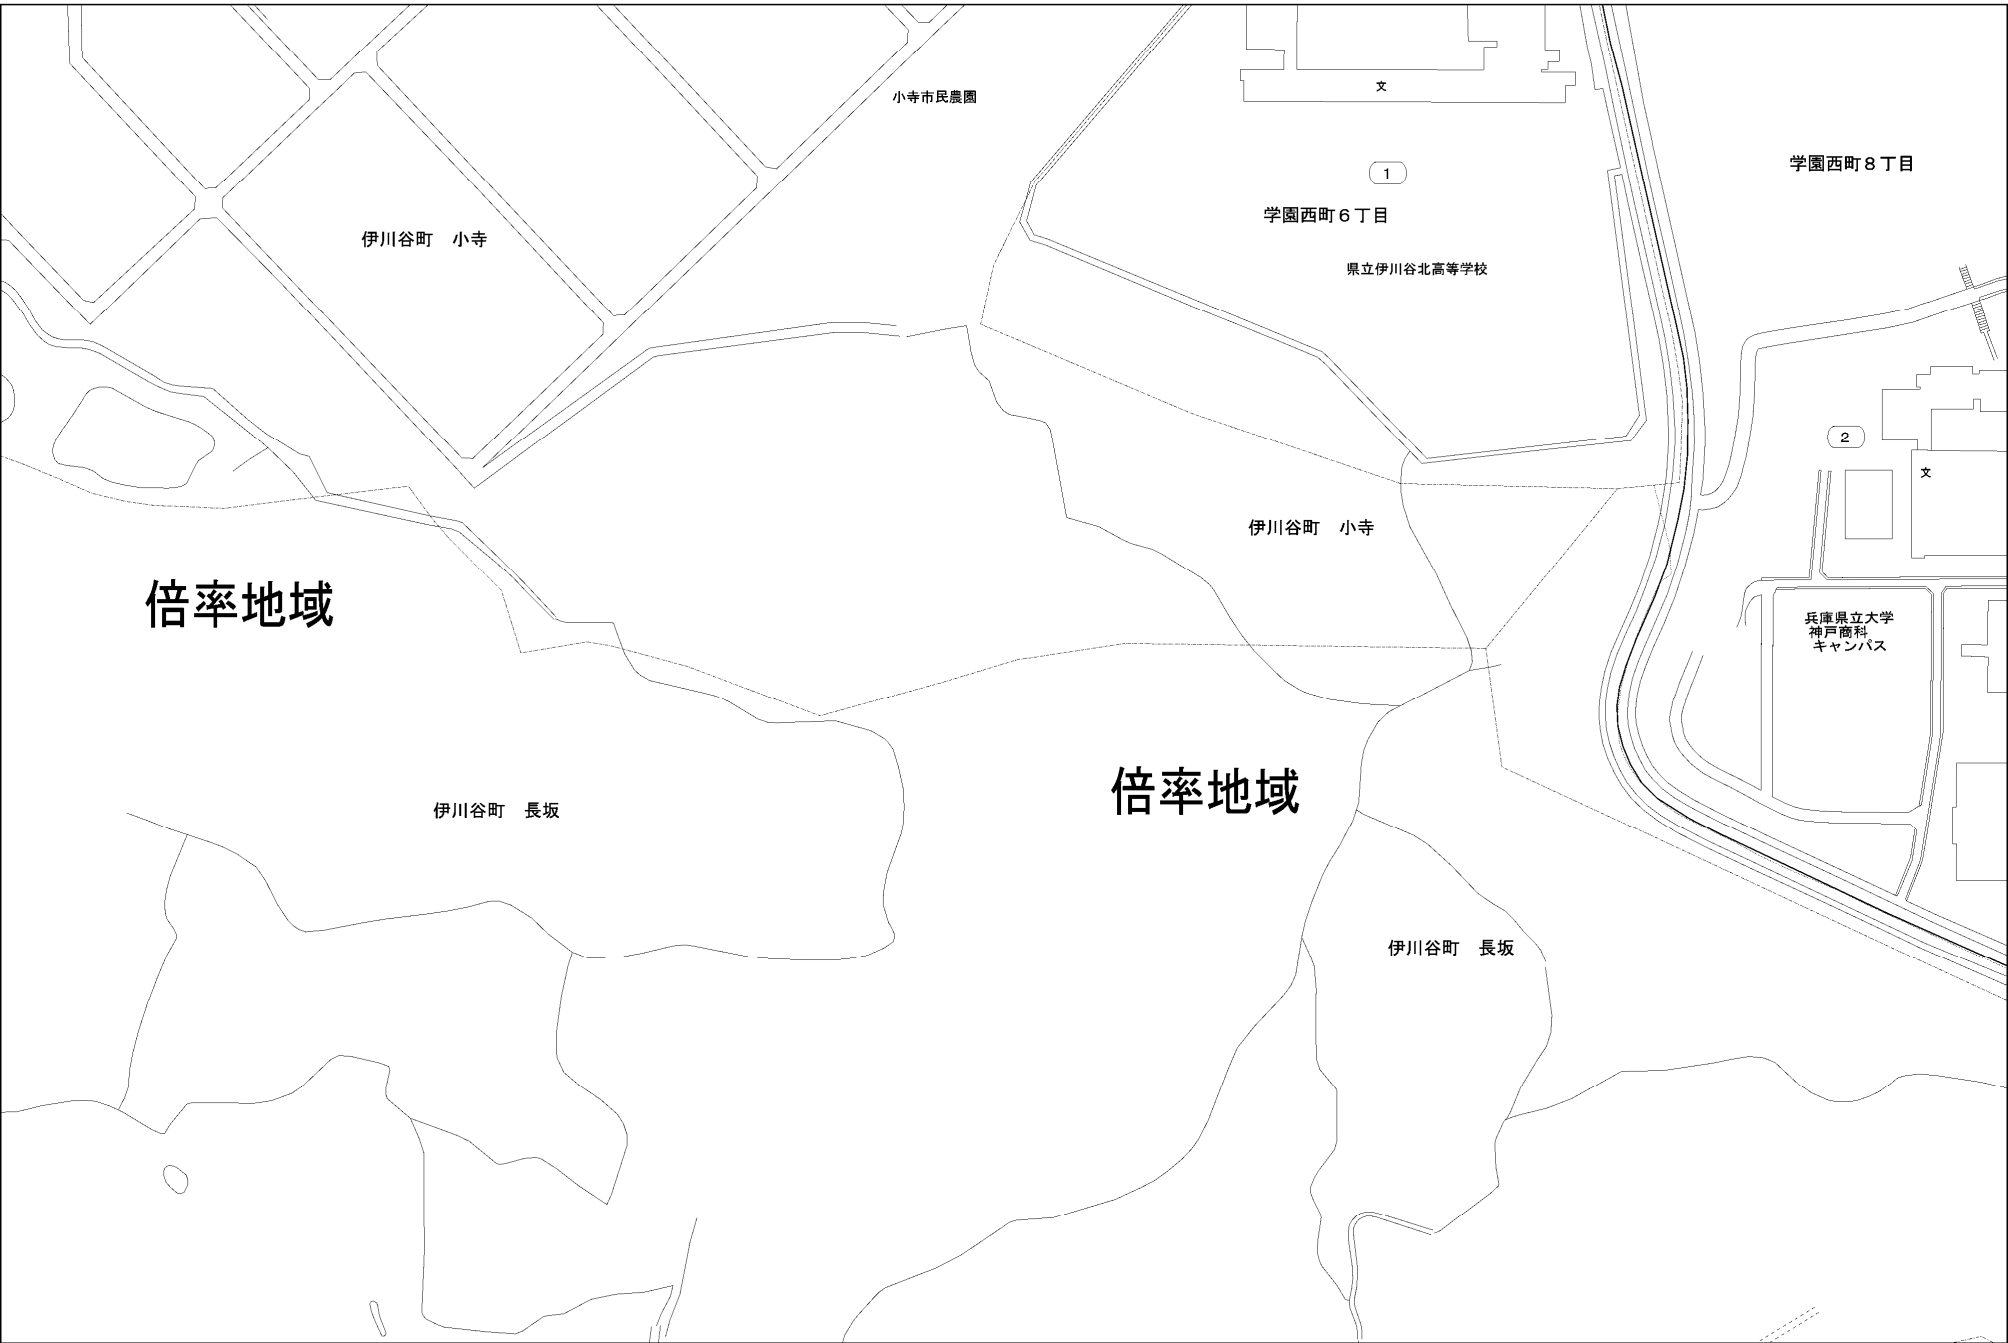 小寺市民農園
文
1
学園西町8丁目
学園西町6丁目
伊川谷町　小寺
県立伊川谷北高等学校
2
文
伊川谷町　小寺
倍率地域
兵庫県立大学
神戸商科
キャンパス
倍率地域
伊川谷町　長坂
伊川谷町　長坂